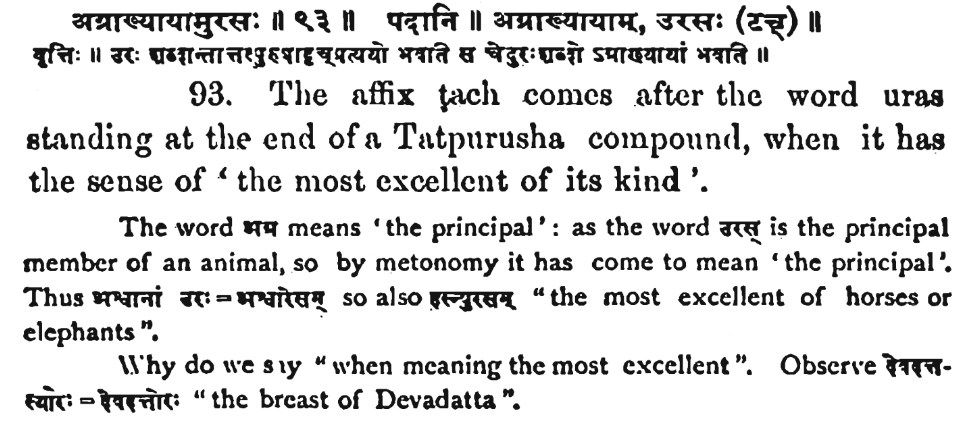 अग्राख्यायामुरसः ॥ ९३ ॥ पदानि ॥ अग्राख्यायाम्, उरसः (टच्) ॥
वृत्तिः ॥ उरः शब्दान्तात्तत्पुरुषाट्टच्प्रत्ययो भवति स चेदुरःशब्दो ऽग्राख्यायां भवति ॥
93. The affix ṭach comes after the word uras
standing at the end of a Tatpurusha compound, when it has
the sense of ‘ the most excellent of its kind ’.
The word अग्र means ‘the principal’: as the word उरस् is the principal
member of an animal, so by metonomy it has come to mean ‘the principal’.
Thus अश्वानां उरः = अश्वोरसम् so also हस्त्युरसम् “the most excellent of horses or
elephants”.
Why do we say “when meaning the most excellent”. Observe देवदत्त-
स्योरः = देवदत्तोरः “the breast of Devadatta”.